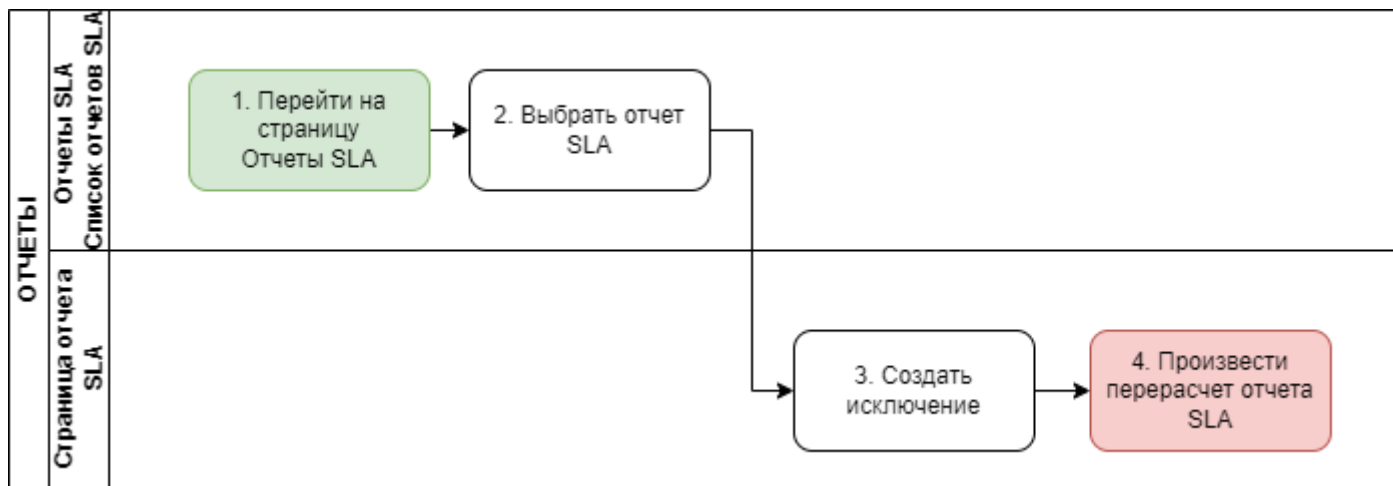 ОТЧЕТЫ
Отчеты SLA
Список отчетов SLA
1. Перейти на
страницу
Отчеты SLA
2. Выбрать отчет
SLA
Страница отчета
SLA
3. Создать
исключение
4. Произвести
перерасчет отчета
SLA